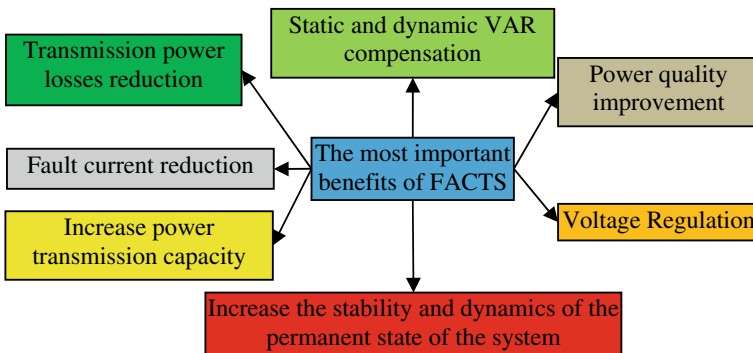 Static and dynamic VAR
compensation
Transmission power
losses reduction
Power quality
improvement
The most important
benefits of FACTS
Fault current reduction
Increase power
transmission capacity
Voltage Regulation
Increase the stability and dynamics of the
permanent state of the system